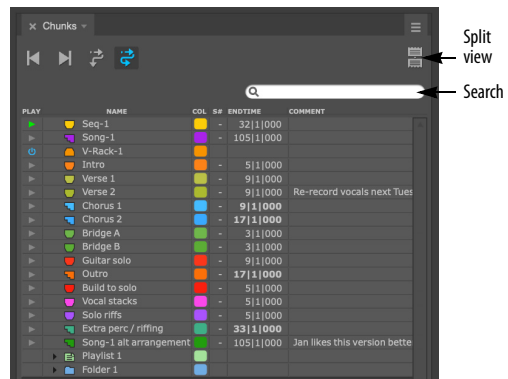 Chunks
Split view
Search
PLAY NAME COL S# ENDTIME COMMENT
Seq-1 - 32|1|000
Song-1 - 105|1|000
V-Rack-1
Intro - 5|1|000
Verse 1 - 9|1|000
Verse 2 - 9|1|000 Re-record vocals next Tues
Chorus 1 - 9|1|000
Chorus 2 - 17|1|000
Bridge A - 3|1|000
Bridge B - 3|1|000
Guitar solo - 9|1|000
Outro - 17|1|000
Build to solo - 5|1|000
Vocal stacks - 5|1|000
Solo riffs - 5|1|000
Extra perc / riffing - 33|1|000
Song-1 alt arrangement - 105|1|000 Jan likes this version bette
Playlist 1
Folder 1